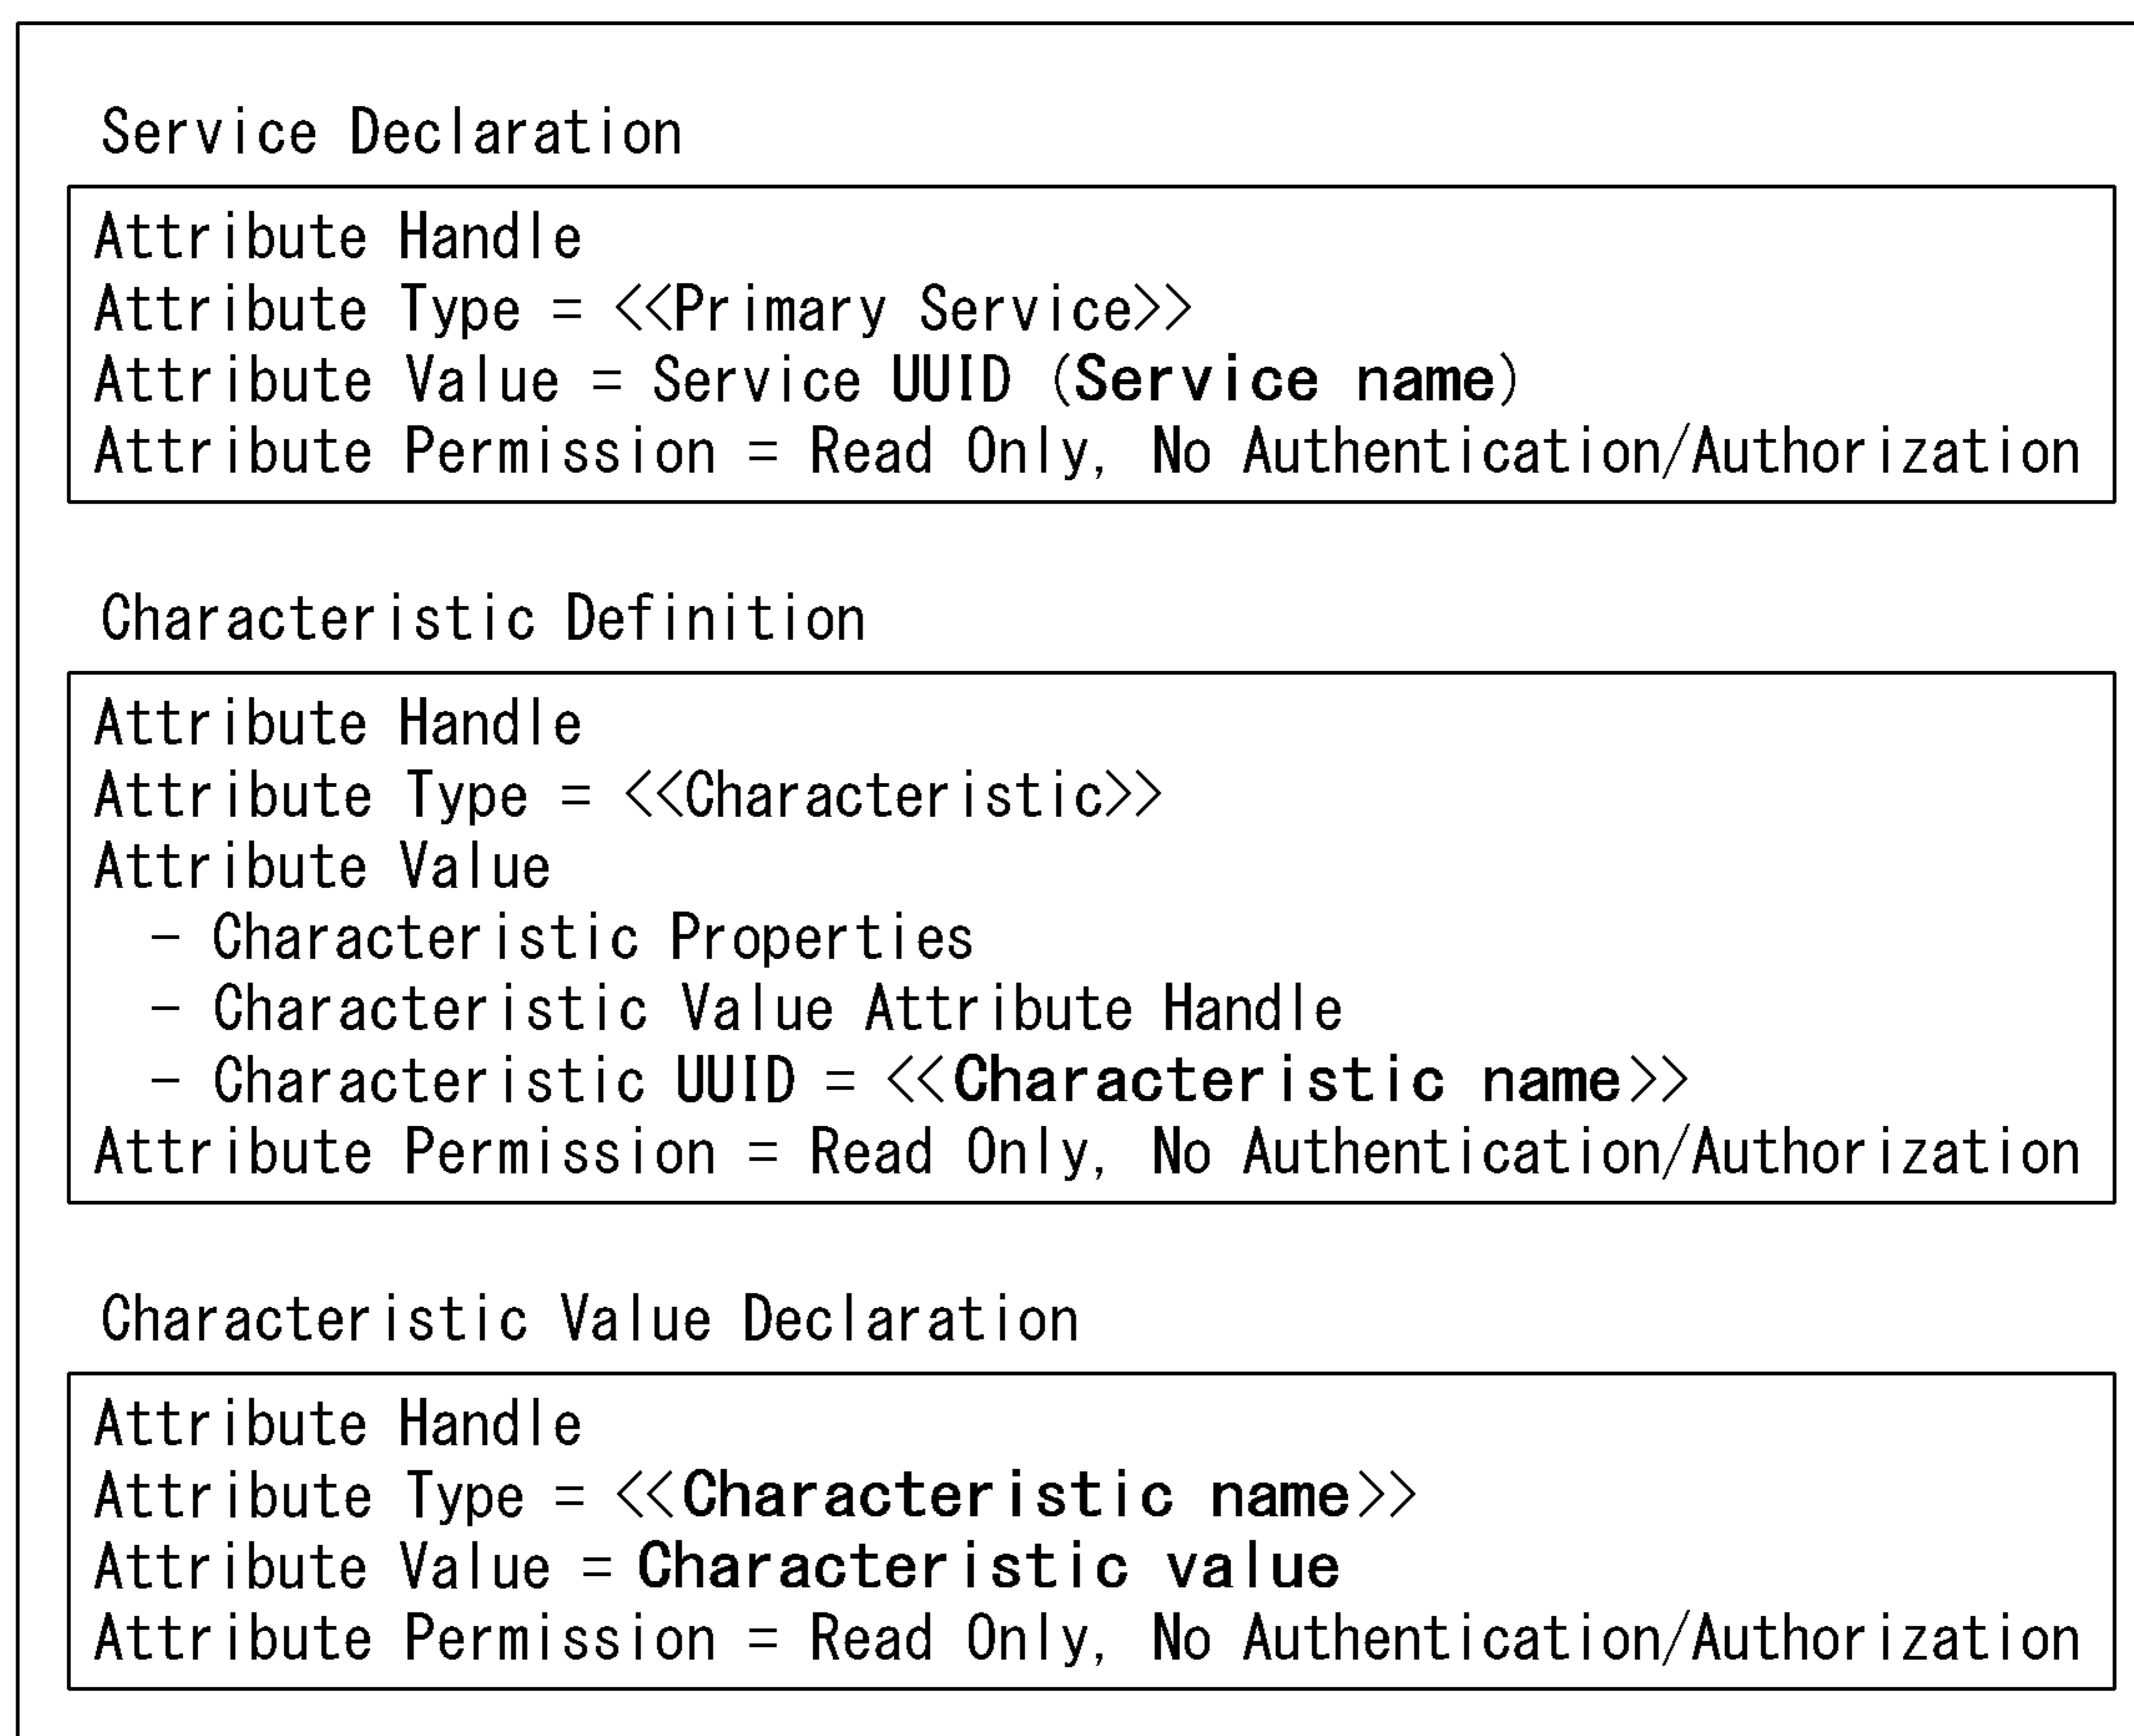 Service Declaration
Attribute Handle
Attribute Type = <<Primary Service>>
Attribute Value = Service UUID (Service name)
Attribute Permission = Read Only, No Authentication/Authorization
Characteristic Definition
Attribute Handle
Attribute Type = <<Characteristic>>
Attribute Value
- Characteristic Properties
- Characteristic Value Attribute Handle
- Characteristic UUID = <<Characteristic name>>
Attribute Permission = Read Only, No Authentication/Authorization
Characteristic Value Declaration
Attribute Handle
Attribute Type = <<Characteristic name>>
Attribute Value = Characteristic value
Attribute Permission = Read Only, No Authentication/Authorization